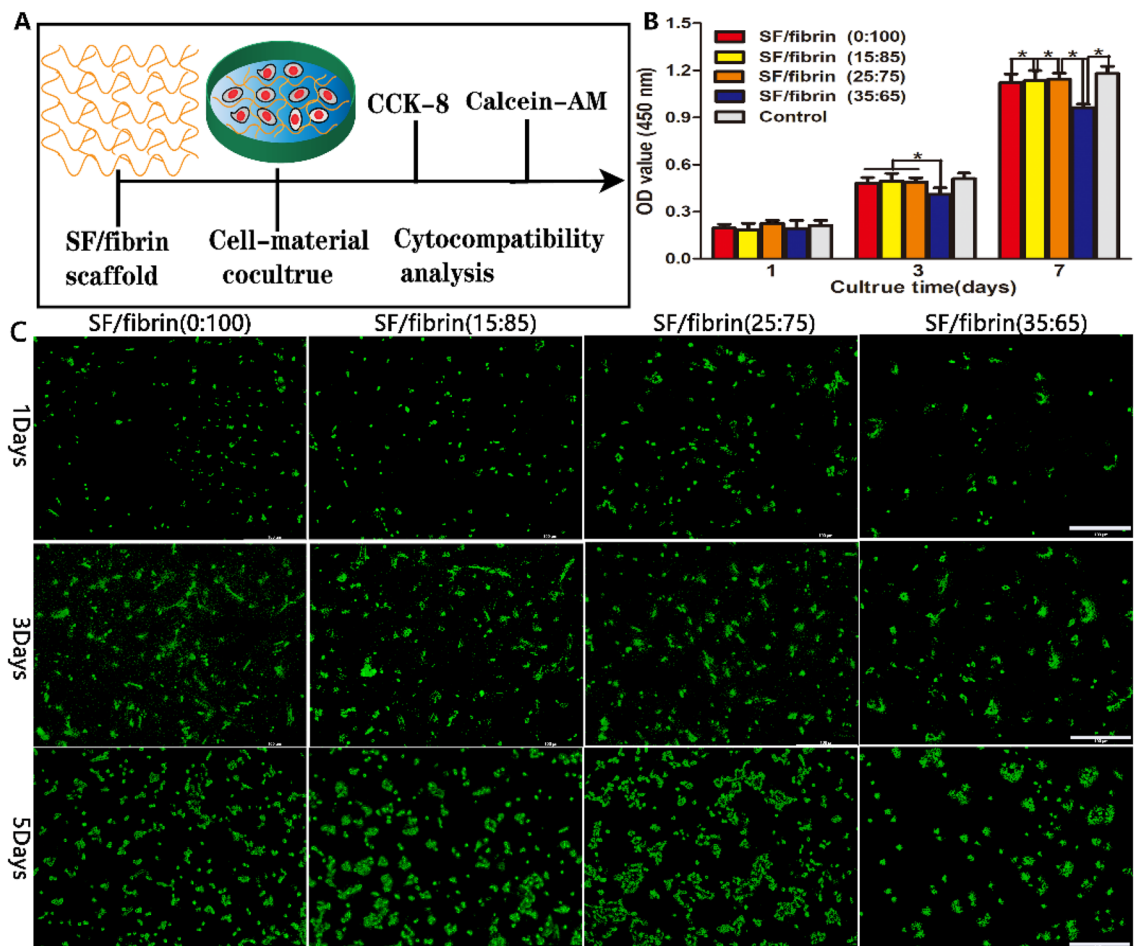 A
SF/fibrin
scaffold
Cell-material
cocultrue
CCK-8
Calcein-AM
Cytocompatibility
analysis
B
OD value (450 nm)
1.5
1.2
0.9
0.6
0.3
0.0
SF/fibrin (0:100)
SF/fibrin (15:85)
SF/fibrin (25:75)
SF/fibrin (35:65)
Control
*
* * * *
1 3 7
Cultrue time(days)
C
SF/fibrin(0:100) SF/fibrin(15:85) SF/fibrin(25:75) SF/fibrin(35:65)
1Days
3Days
5Days